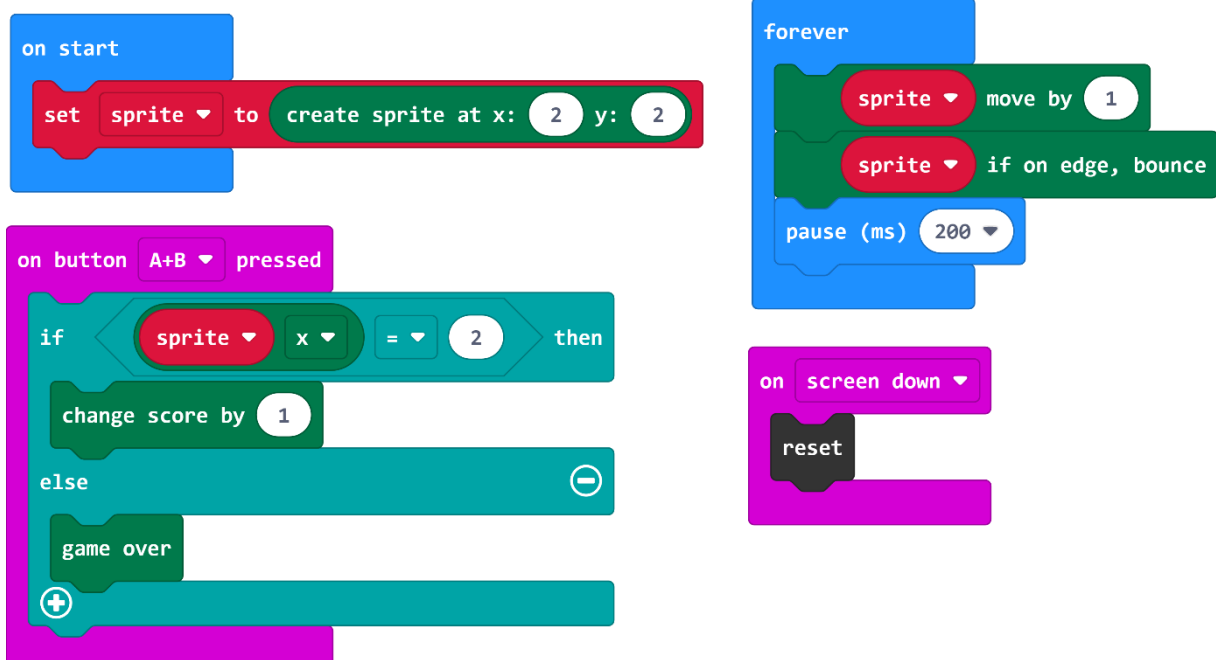 on start
set sprite to create sprite at x: 2 y: 2
on button A+B pressed
if sprite x = 2 then
change score by 1
else
game over
forever
sprite move by 1
sprite if on edge, bounce
pause (ms) 200
on screen down
reset